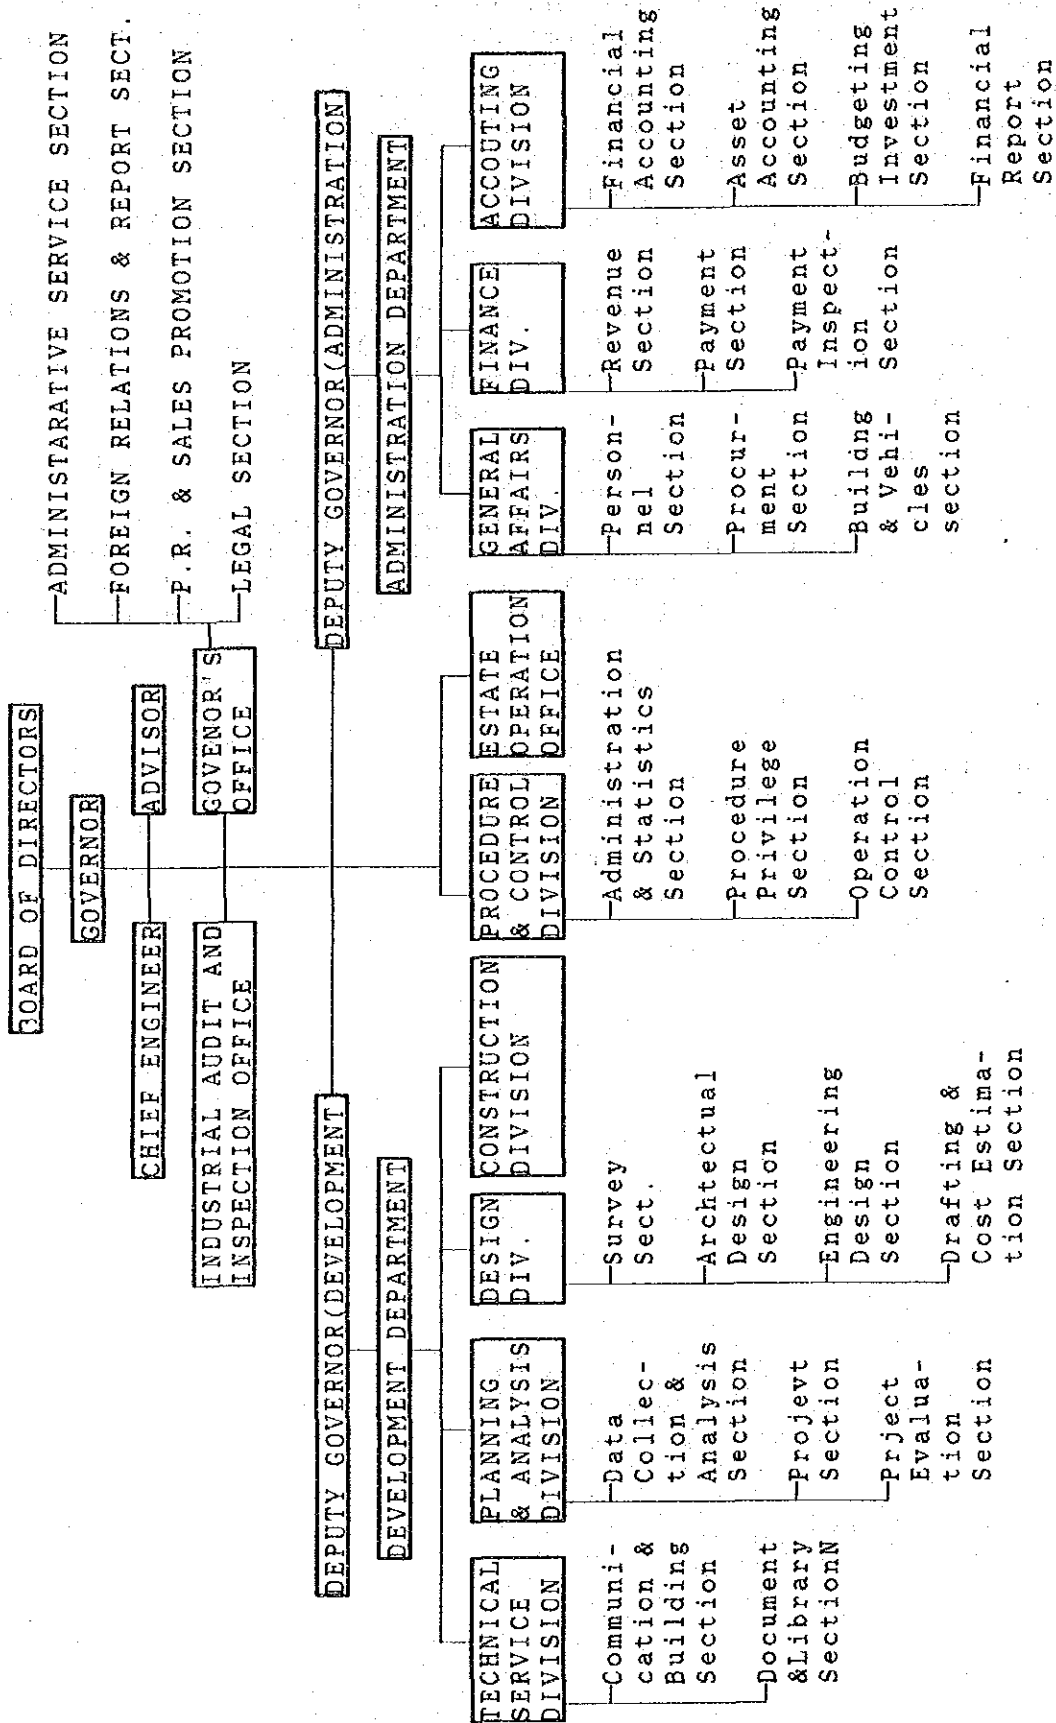 BOARD OF DIRECTORS
GOVERNOR
CHIEF ENGINEER
ADVISOR
INDUSTRIAL AUDIT AND
INSPECTION OFFICE
GOVENOR'S
OFFICE
ADMINISTARATIVE SERVICE SECTION
FOREIGN RELATIONS & REPORT SECT.
P.R. & SALES PROMOTION SECTION
LEGAL SECTION
DEPUTY GOVERNOR(DEVELOPMENT
DEPUTY GOVERNOR(ADMINISTRATION
DEVELOPMENT DEPARTMENT
ADMINISTRATION DEPARTMENT
TECHNICAL
SERVICE
DIVISION
Communi-
cation &
Building
Section
Document
&Library
SectionN
PLANNING
& ANALYSIS
DIVISION
Data
Collec-
tion &
Analysis
Section
Projevt
Section
Prject
Evalua-
tion
Section
DESIGN
DIV.
Survey
Sect.
Archtectual
Design
Section
Engineering
Design
Section
Drafting &
Cost Estima-
tion Section
CONSTRUCTION
DIVISION
PROCEDURE
& CONTROL
DIVISION
Administration
& Statistics
Section
Procedure
Privilege
Section
Operation
Control
Section
ESTATE
OPERATION
OFFICE
GENERAL
AFFAIRS
DIV.
Person-
nel
Section
Procur-
ment
Section
Buildng
& Vehi-
cles
section
FINANCE
DIV.
Revenue
Section
Payment
Section
Payment
Inspect-
ion
Section
ACCOUTING
DIVISION
Financial
Accounting
Section
Asset
Accounting
Section
Budgeting
Investment
Section
Financial
Report
Section